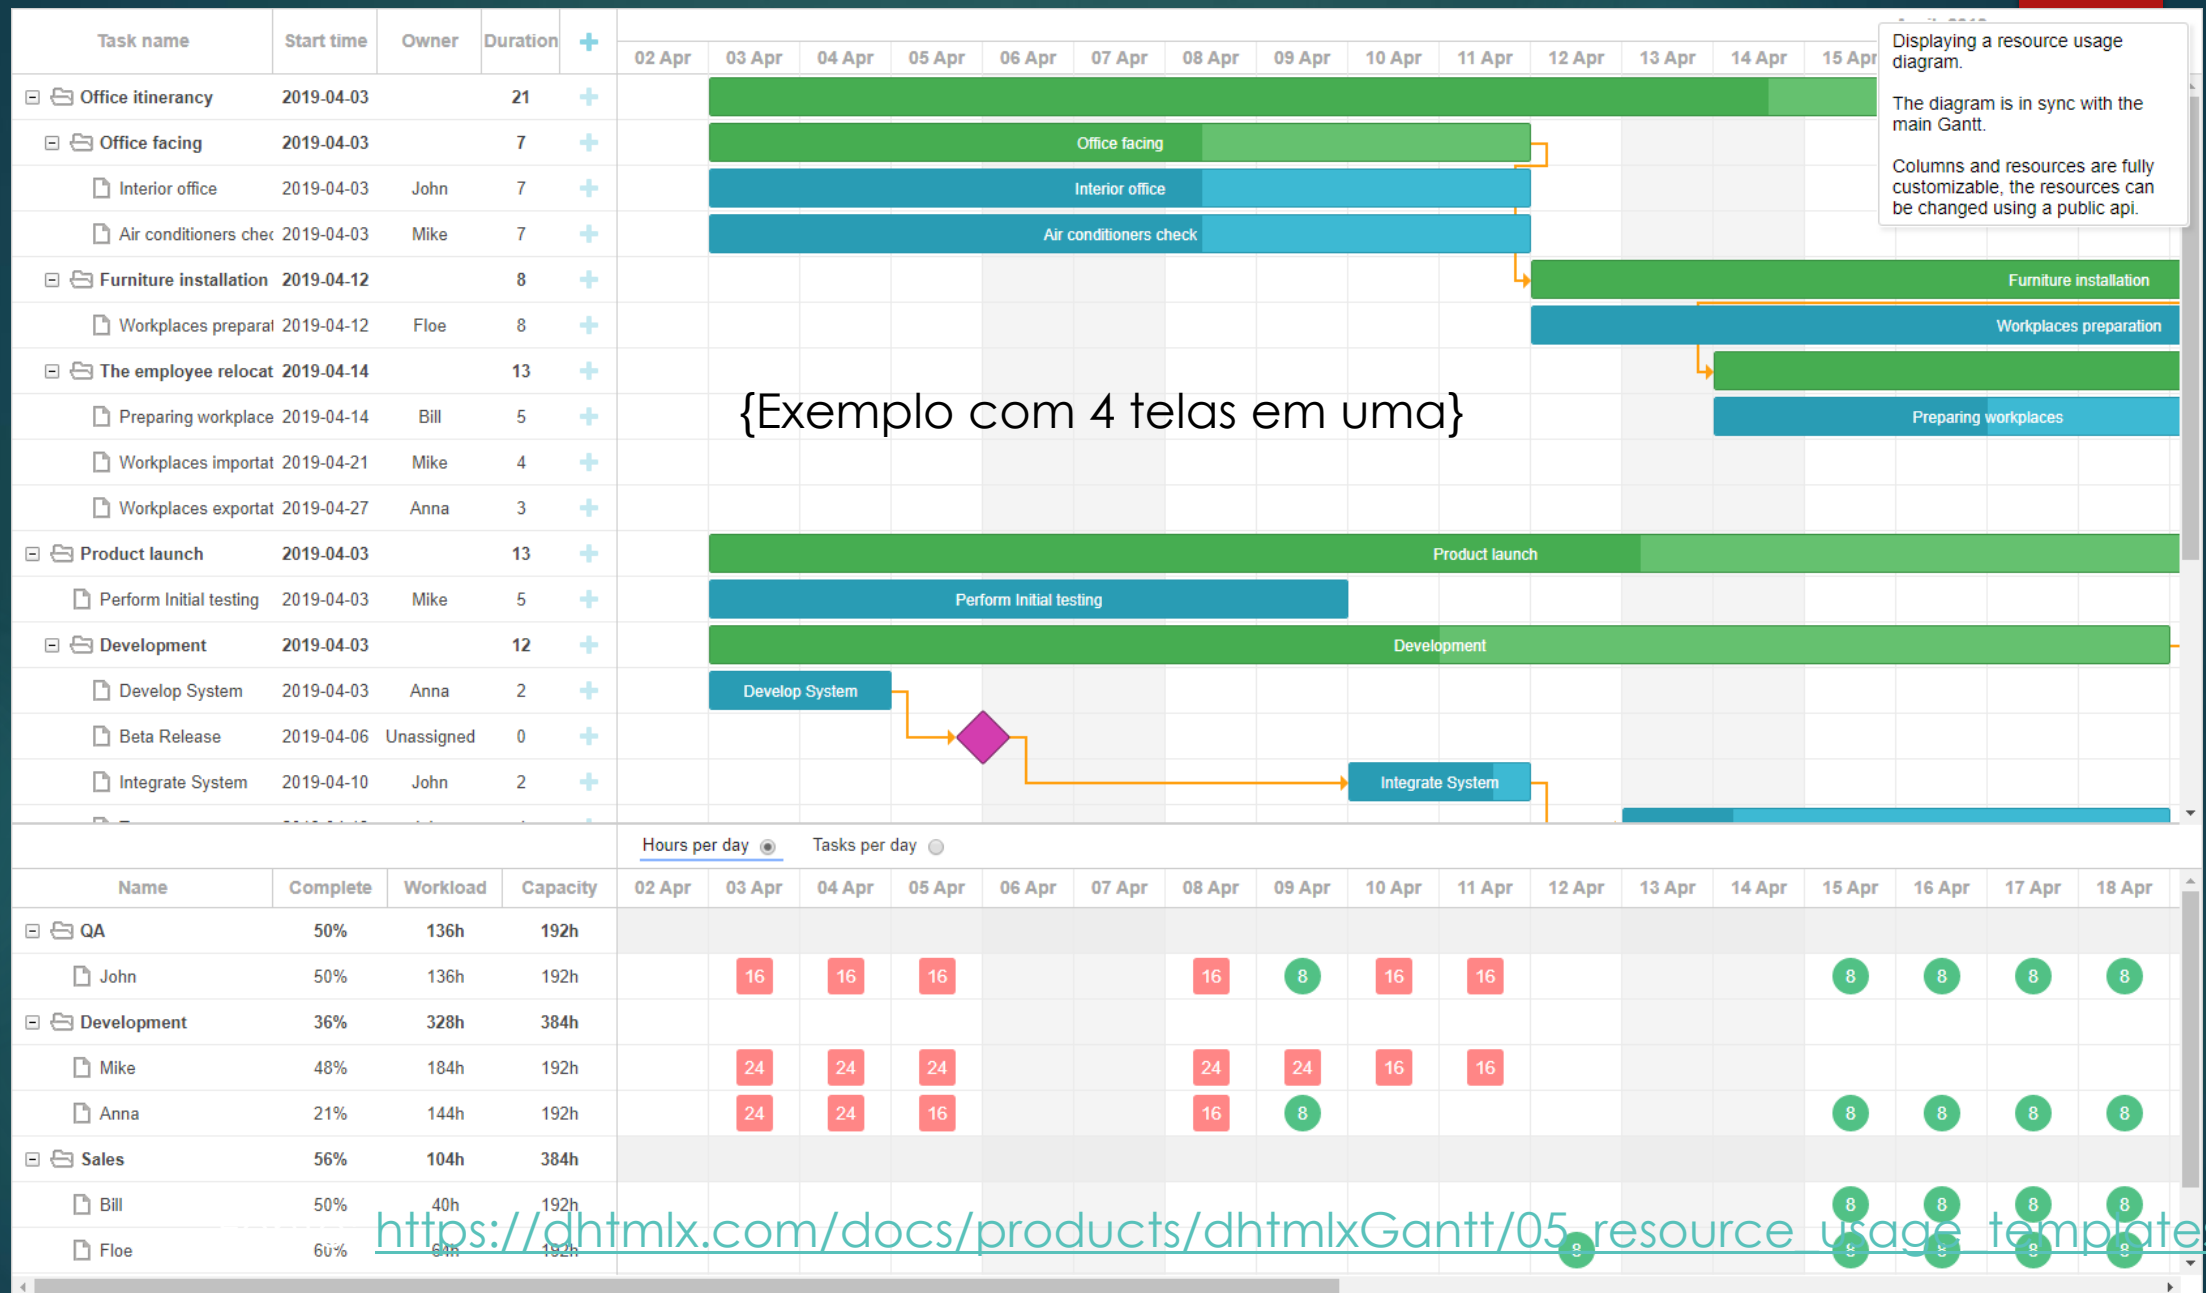 Task name Start time Owner Duration
02 Apr 03 Apr 04 Apr 05 Apr 06 Apr 07 Apr 08 Apr 09 Apr 10 Apr 11 Apr 12 Apr 13 Apr 14 Apr 15 Apr
Displaying a resource usage
diagram.
The diagram is in sync with the
main Gantt.
Columns and resources are fully
customizable, the resources can
be changed using a public api.
Office itinerancy 2019-04-03 21
Office facing 2019-04-03 7 Office facing
Interior office 2019-04-03 John 7 Interior office
Air conditioners chec 2019-04-03 Mike 7 Air conditioners check
Furniture installation 2019-04-12 8 Furniture installation
Workplaces preparat 2019-04-12 Floe 8 Workplaces preparation
The employee relocat 2019-04-14 13
{Exemplo com 4 telas em uma}
Preparing workplace 2019-04-14 Bill 5 Preparing workplaces
Workplaces importat 2019-04-21 Mike 4
Workplaces exportat 2019-04-27 Anna 3
Product launch 2019-04-03 13 Product launch
Perform Initial testing 2019-04-03 Mike 5 Perform Initial testing
Development 2019-04-03 12 Development
Develop System 2019-04-03 Anna 2 Develop System
Beta Release 2019-04-06 Unassigned 0
Integrate System 2019-04-10 John 2 Integrate System
Hours per day Tasks per day
Name Complete Workload Capacity 02 Apr 03 Apr 04 Apr 05 Apr 06 Apr 07 Apr 08 Apr 09 Apr 10 Apr 11 Apr 12 Apr 13 Apr 14 Apr 15 Apr 16 Apr 17 Apr 18 Apr
QA 50% 136h 192h
John 50% 136h 192h 16 16 16 16 8 16 16 8 8 8 8
Development 36% 328h 384h
Mike 48% 184h 192h 24 24 24 24 24 16 16
Anna 21% 144h 192h 24 24 16 16 8 8 8 8 8
Sales 56% 104h 384h
Bill 50% 40h 192h 8 8 8 8
https://dhtmlx.com/docs/products/dhtmlxGantt/05_resource_usage_template
Floe 60% 64h 192h 8 8 8 8 8